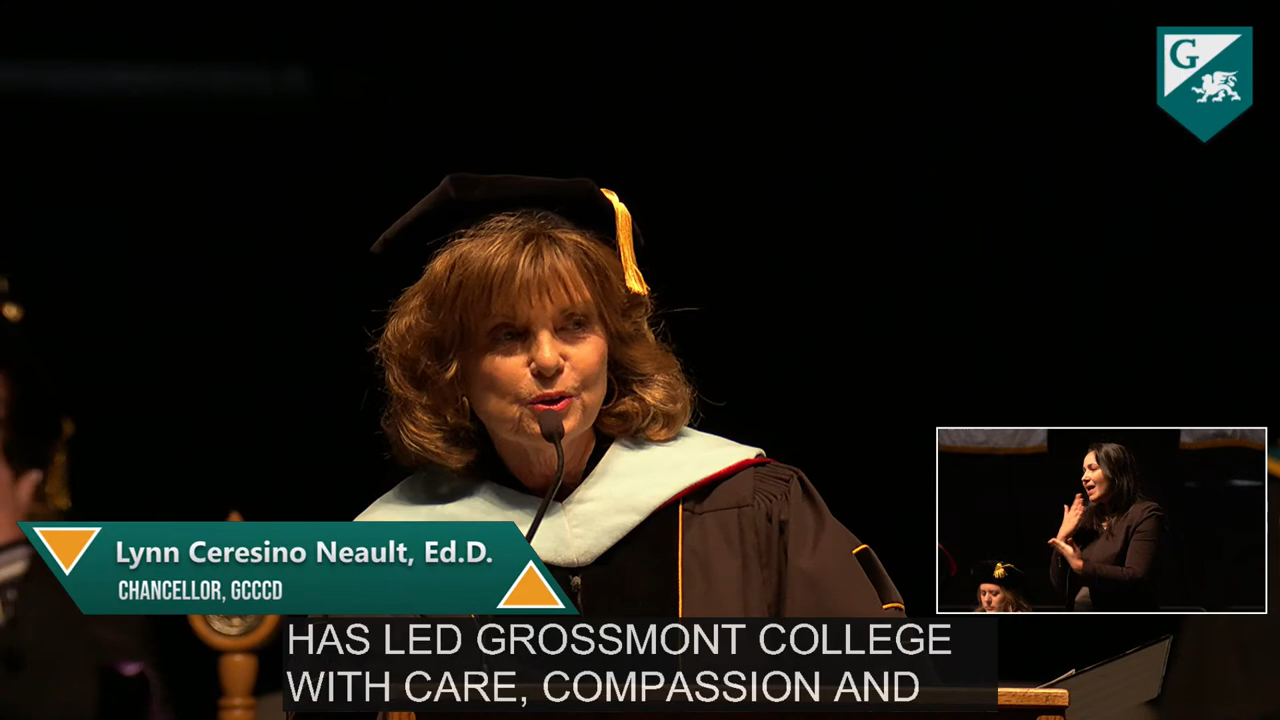 G
Lynn Ceresino Neault, Ed.D.
CHANCELLOR, GCCCD
HAS LED GROSSMONT COLLEGE
WITH CARE, COMPASSION AND